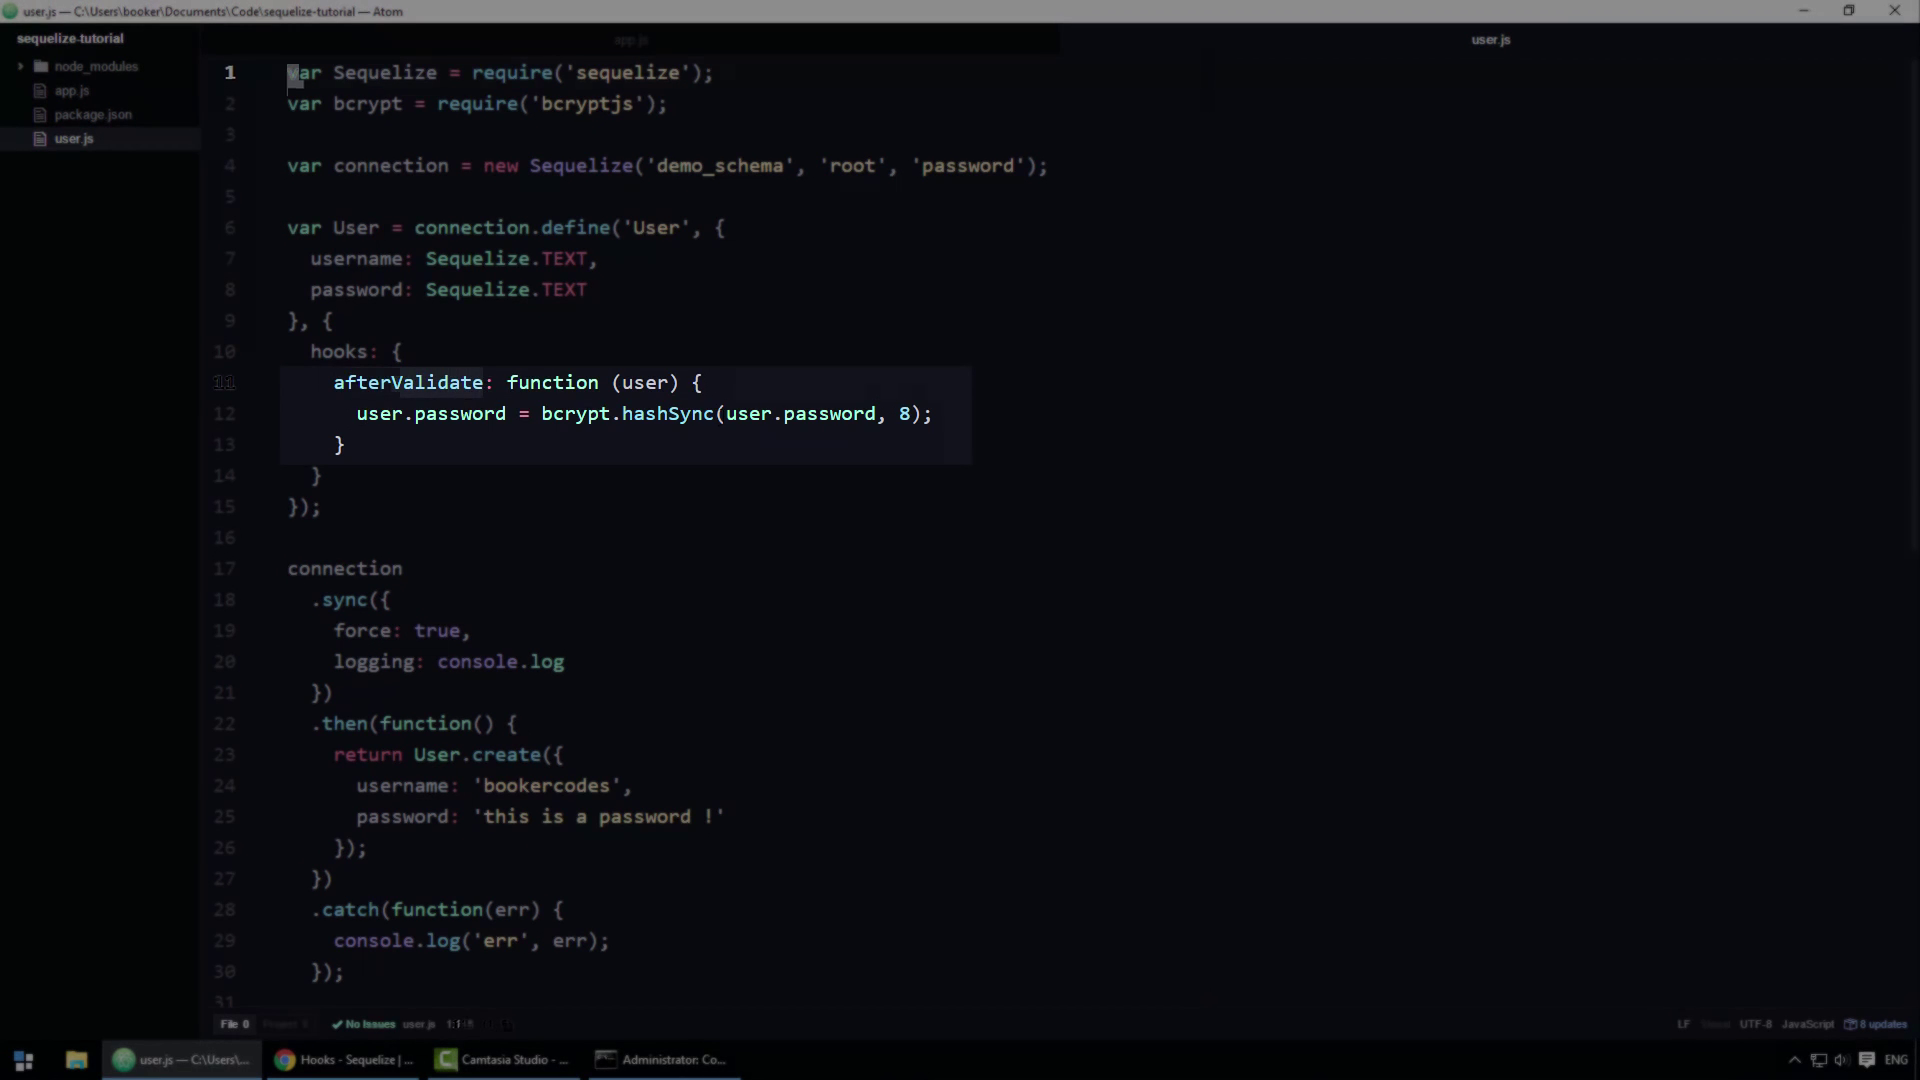 user.js — C:\Users\booker\Documents\Code\sequelize-tutorial — Atom
sequelize-tutorial
node_modules
app.js
package.json
user.js
app.js
user.js
1 var Sequelize = require('sequelize');
2 var bcrypt = require('bcryptjs');
3
4 var connection = new Sequelize('demo_schema', 'root', 'password');
5
6 var User = connection.define('User', {
7 username: Sequelize.TEXT,
8 password: Sequelize.TEXT
9 }, {
10 hooks: {
11 afterValidate: function (user) {
12 user.password = bcrypt.hashSync(user.password, 8);
13 }
14 }
15 });
16
17 connection
18 .sync({
19 force: true,
20 logging: console.log
21 })
22 .then(function() {
23 return User.create({
24 username: 'bookercodes',
25 password: 'this is a password !'
26 });
27 })
28 .catch(function(err) {
29 console.log('err', err);
30 });
31
File 0 No Issues user.js LF UTF-8 JavaScript 8 updates
user.js — C:\Users\... Hooks - Sequelize | ... Camtasia Studio - ... Administrator: Co... ENG